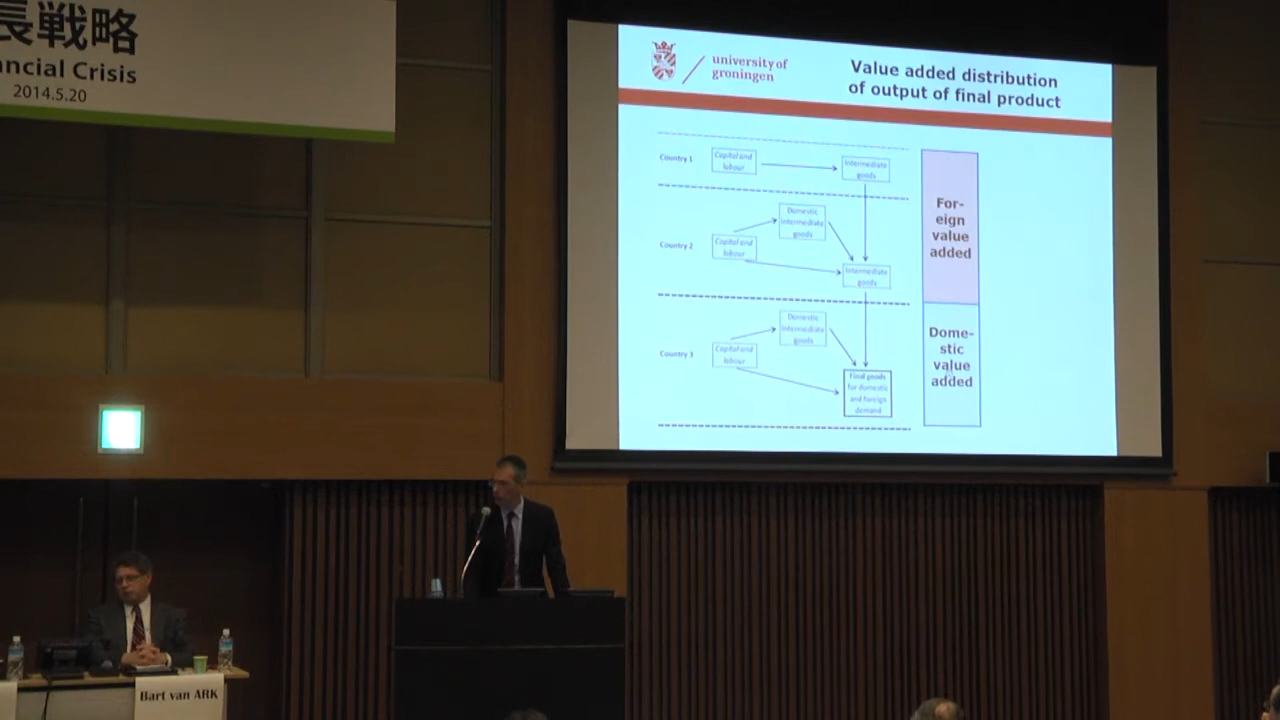 長戦略
ncial Crisis
2014.5.20
university of
groningen
Value added distribution
of output of final product
Country 1
Capital and
labour
Intermediate
goods
For-
eign
value
added
Country 2
Domestic
intermediate
goods
Capital and
labour
Intermediate
goods
Country 3
Domestic
intermediate
goods
Capital and
labour
Final goods
for domestic
and foreign
demand
Dome-
stic
value
added
Bart van ARK